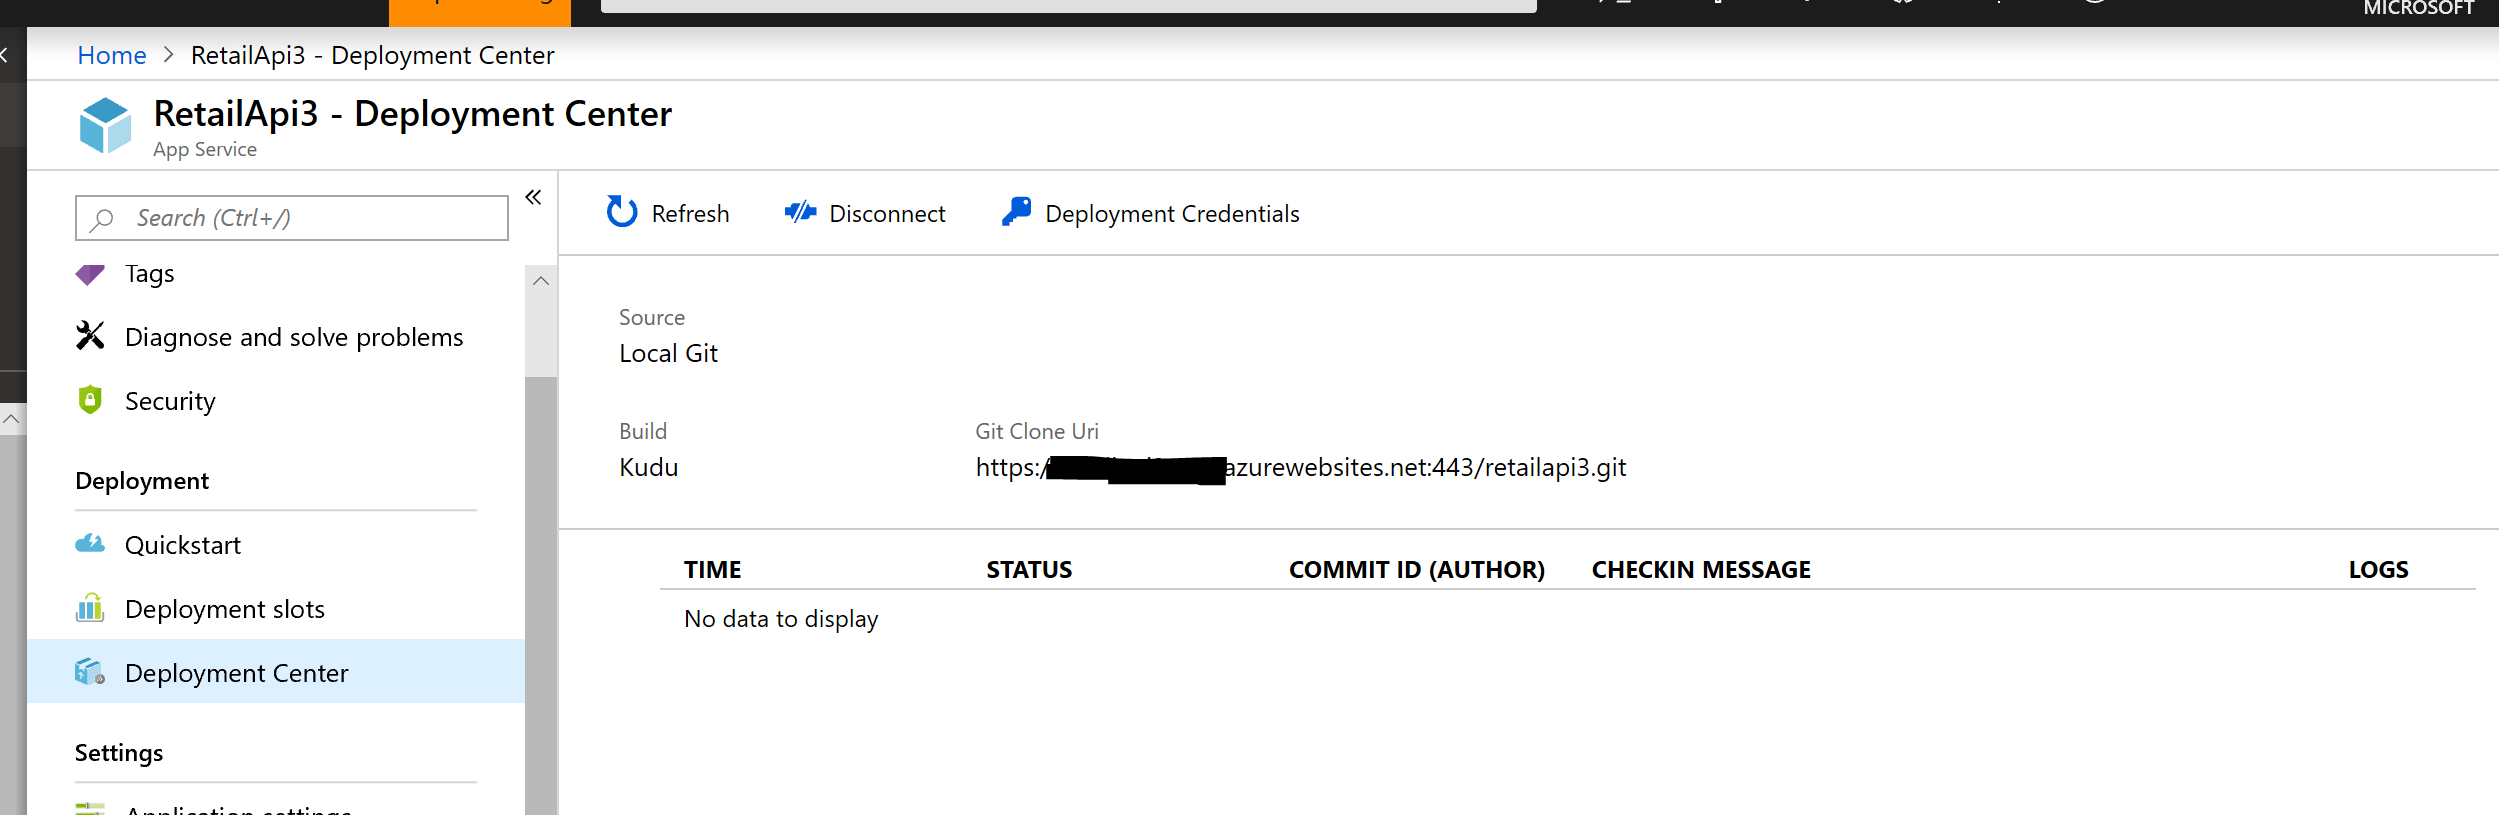 MICROSOFT
Home > RetailApi3 - Deployment Center
RetailApi3 - Deployment Center
App Service
Search (Ctrl+/)
«
Tags
Diagnose and solve problems
Security
Deployment
Quickstart
Deployment slots
Deployment Center
Settings
Application settings
Refresh
Disconnect
Deployment Credentials
Source
Local Git
Build
Kudu
Git Clone Uri
https:/ azurewebsites.net:443/retailapi3.git
TIME STATUS COMMIT ID (AUTHOR) CHECKIN MESSAGE LOGS
No data to display